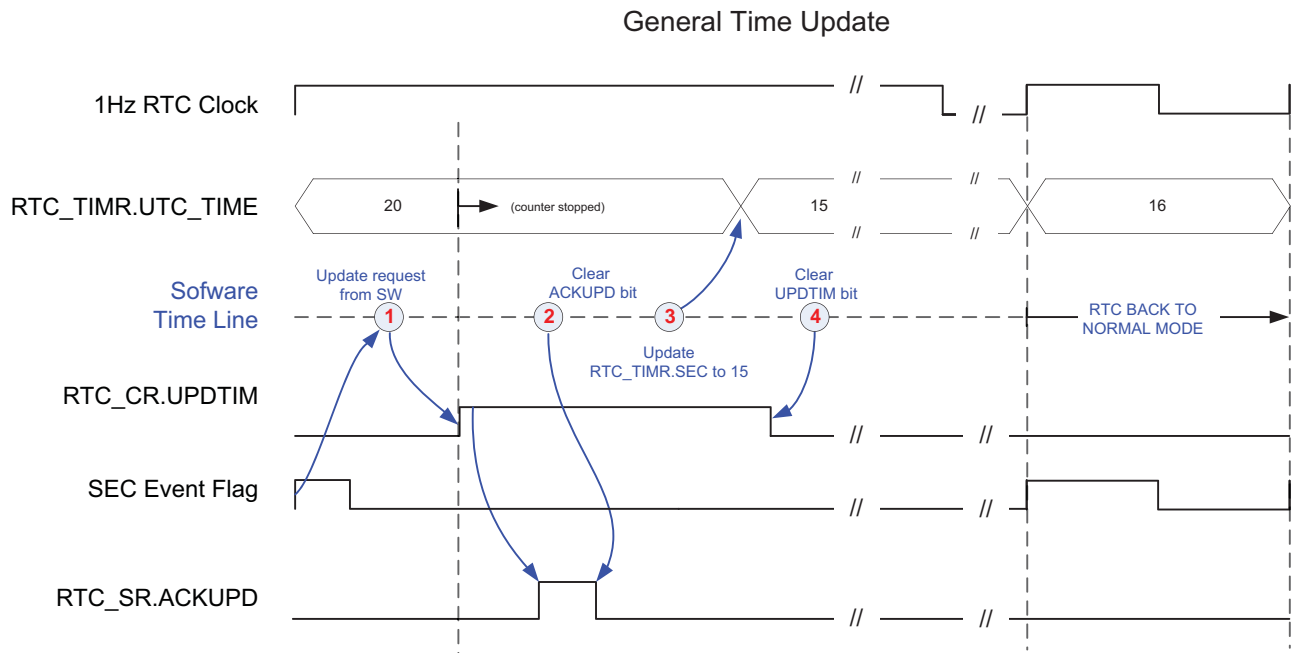 General Time Update
1Hz RTC Clock
//
//
RTC_TIMR.UTC_TIME
20
(counter stopped)
15
//
//
//
//
16
Sofware
Time Line
Update request
from SW
1
Clear
ACKUPD bit
2
3
Update
RTC_TIMR.SEC to 15
Clear
UPDTIM bit
4
RTC BACK TO
NORMAL MODE
RTC_CR.UPDTIM
//
//
SEC Event Flag
//
//
RTC_SR.ACKUPD
//
//